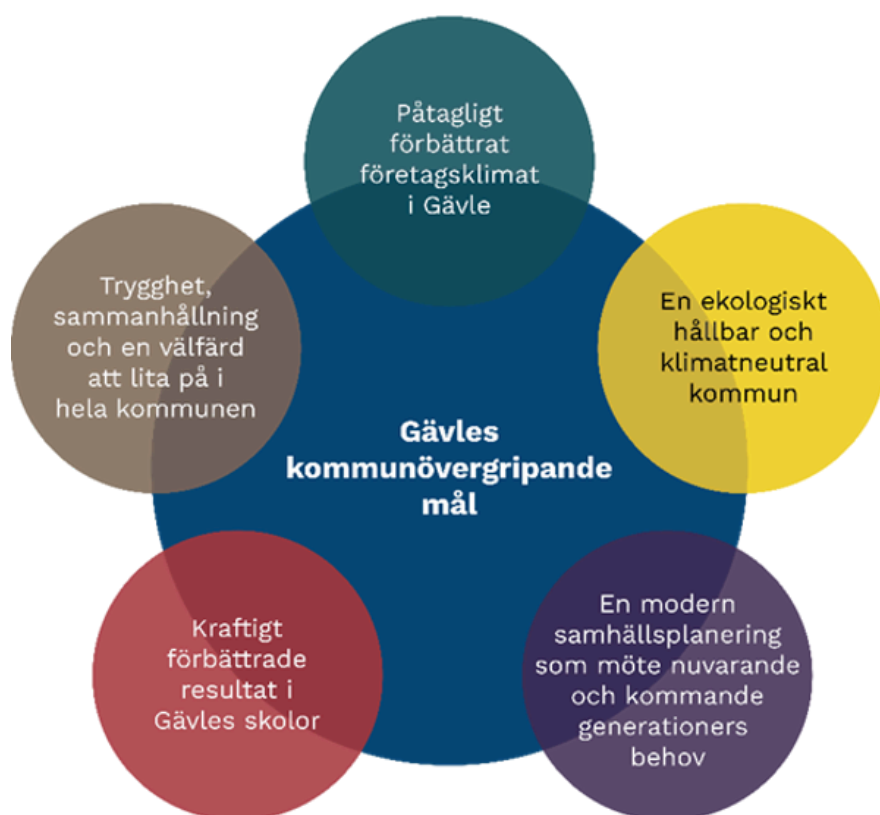 Påtagligt
förbättrat
företagsklimat
i Gävle
Trygghet,
sammanhållning
och en välfärd
att lita på i
hela kommunen
En ekologiskt
hållbar och
klimatneutral
kommun
Gävles
kommunövergripande
mål
Kraftigt
förbättrade
resultat i
Gävles skolor
En modern
samhällsplanering
som möte nuvarande
och kommande
generationers
behov